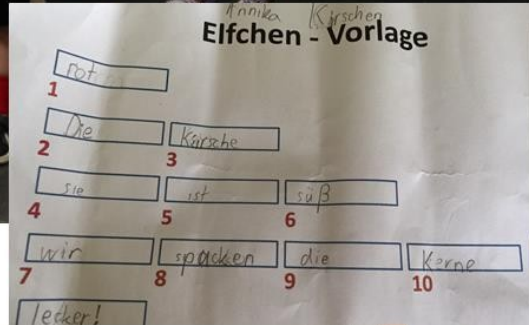 Annika Kirschen
Elfchen - Vorlage
rot
1
Die Kirsche
2 3
sie ist süß
4 5 6
wir spucken die Kerne
7 8 9 10
lecker!